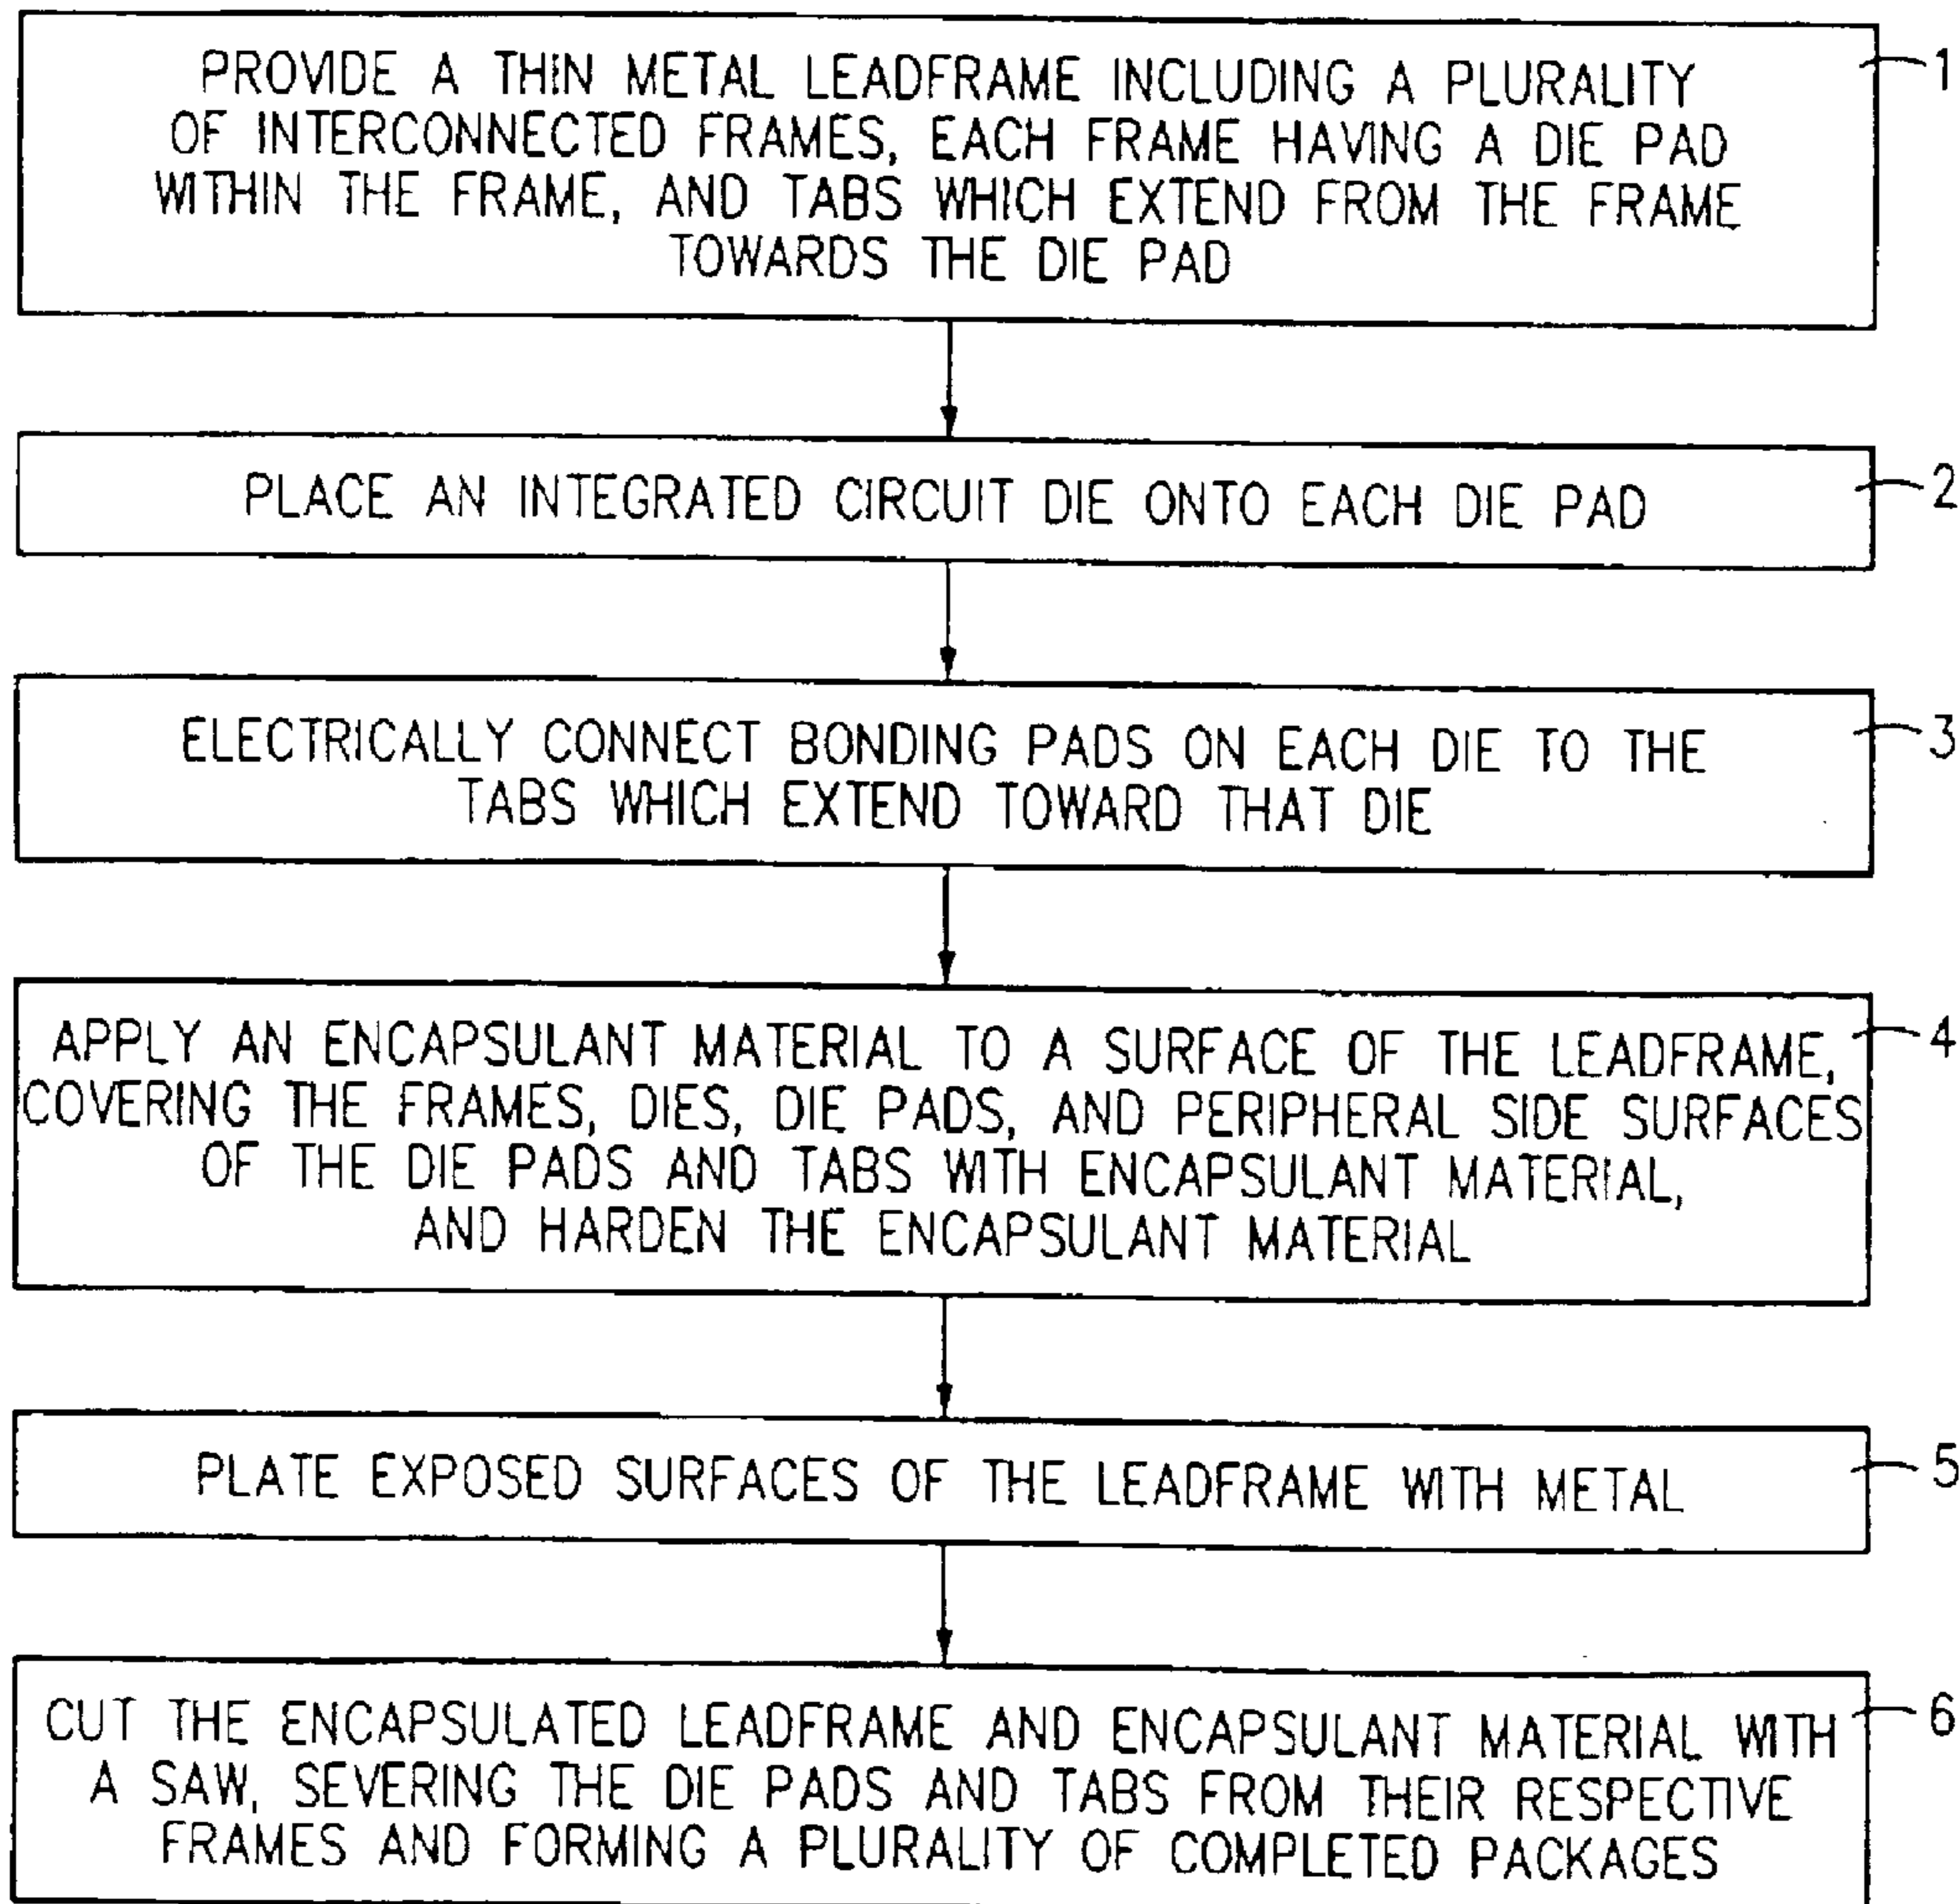 PROVIDE A THIN METAL LEADFRAME INCLUDING A PLURALITY
OF INTERCONNECTED FRAMES, EACH FRAME HAVING A DIE PAD
WITHIN THE FRAME, AND TABS WHICH EXTEND FROM THE FRAME
TOWARDS THE DIE PAD
1
PLACE AN INTEGRATED CIRCUIT DIE ONTO EACH DIE PAD
2
ELECTRICALLY CONNECT BONDING PADS ON EACH DIE TO THE
TABS WHICH EXTEND TOWARD THAT DIE
3
APPLY AN ENCAPSULANT MATERIAL TO A SURFACE OF THE LEADFRAME,
COVERING THE FRAMES, DIES, DIE PADS, AND PERIPHERAL SIDE SURFACES
OF THE DIE PADS AND TABS WITH ENCAPSULANT MATERIAL,
AND HARDEN THE ENCAPSULANT MATERIAL
4
PLATE EXPOSED SURFACES OF THE LEADFRAME WITH METAL
5
CUT THE ENCAPSULATED LEADFRAME AND ENCAPSULANT MATERIAL WITH
A SAW, SEVERING THE DIE PADS AND TABS FROM THEIR RESPECTIVE
FRAMES AND FORMING A PLURALITY OF COMPLETED PACKAGES
6